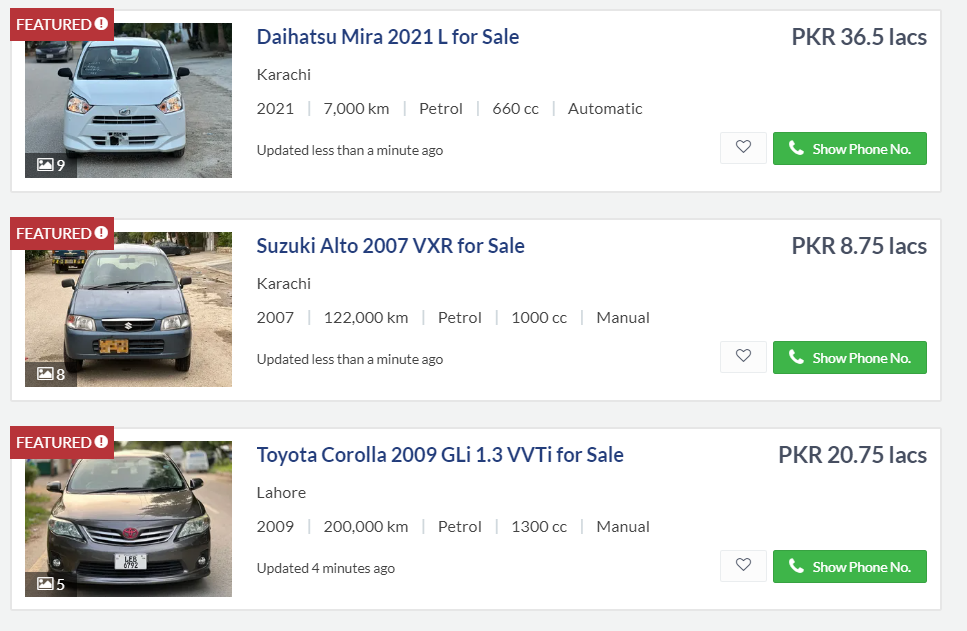 FEATURED
Daihatsu Mira 2021 L for Sale
PKR 36.5 lacs
Karachi
2021 | 7,000 km | Petrol | 660 cc | Automatic
Updated less than a minute ago
Show Phone No.
9
FEATURED
Suzuki Alto 2007 VXR for Sale
PKR 8.75 lacs
Karachi
2007 | 122,000 km | Petrol | 1000 cc | Manual
Updated less than a minute ago
Show Phone No.
8
FEATURED
Toyota Corolla 2009 GLi 1.3 VVTi for Sale
PKR 20.75 lacs
Lahore
2009 | 200,000 km | Petrol | 1300 cc | Manual
LEB
6792
Updated 4 minutes ago
Show Phone No.
5